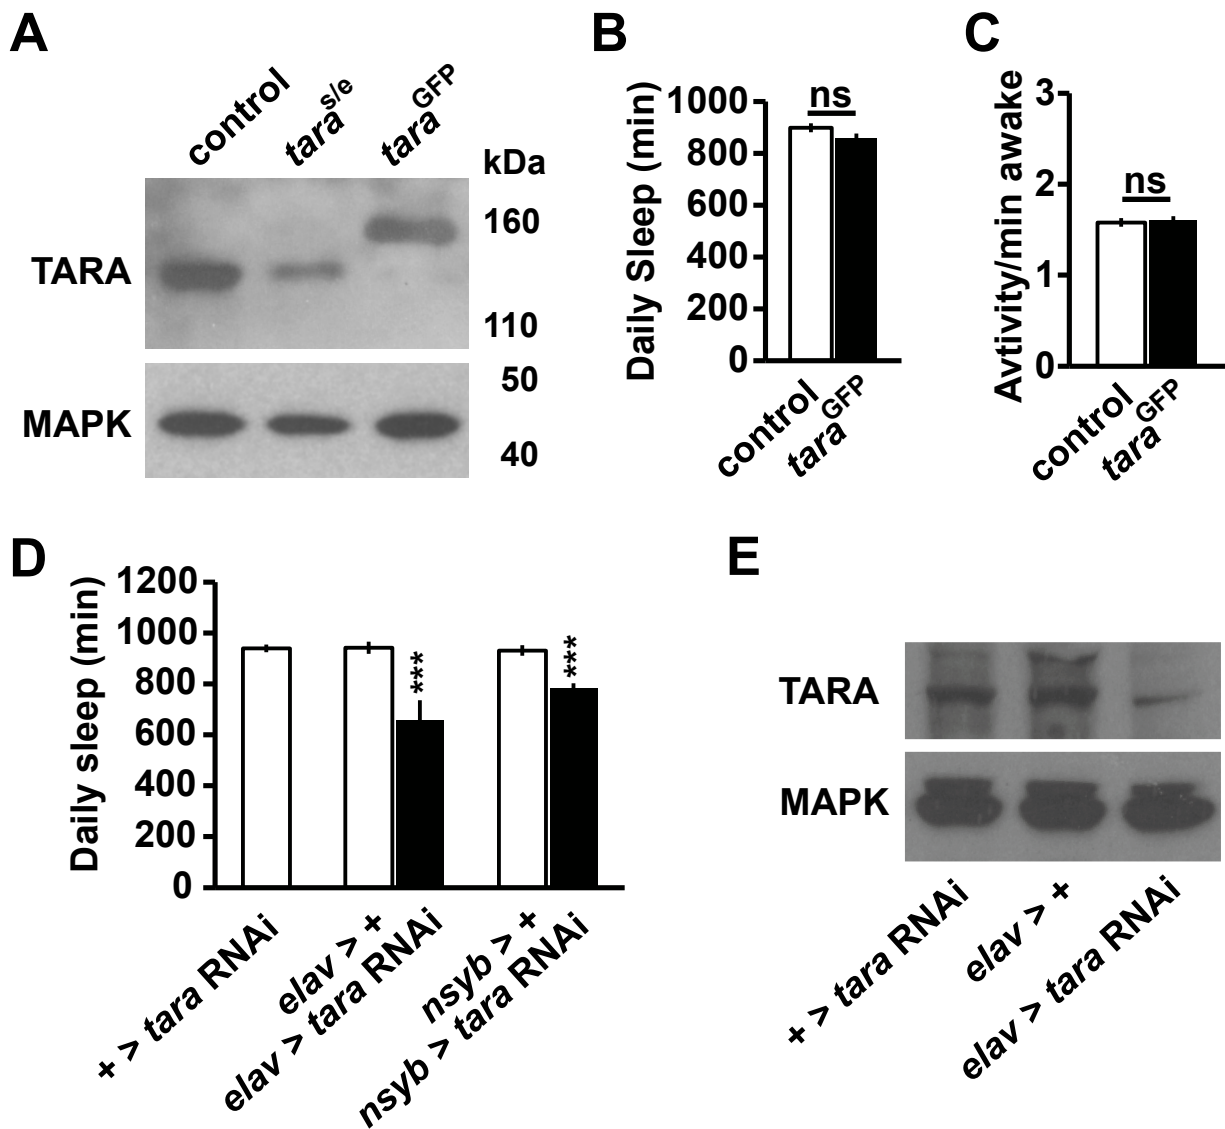 A
control
tara s/e
tara GFP
kDa
160
TARA
110
50
MAPK
40
B
Daily Sleep (min)
1000
800
600
400
200
0
ns
control
tara GFP
C
Avtivity/min awake
3
2
1
0
ns
control
tara GFP
D
Daily sleep (min)
1200
1000
800
600
400
200
0
***
***
+ > tara RNAi
elav > +
elav > tara RNAi
nsyb > +
nsyb > tara RNAi
E
TARA
MAPK
+ > tara RNAi
elav > +
elav > tara RNAi